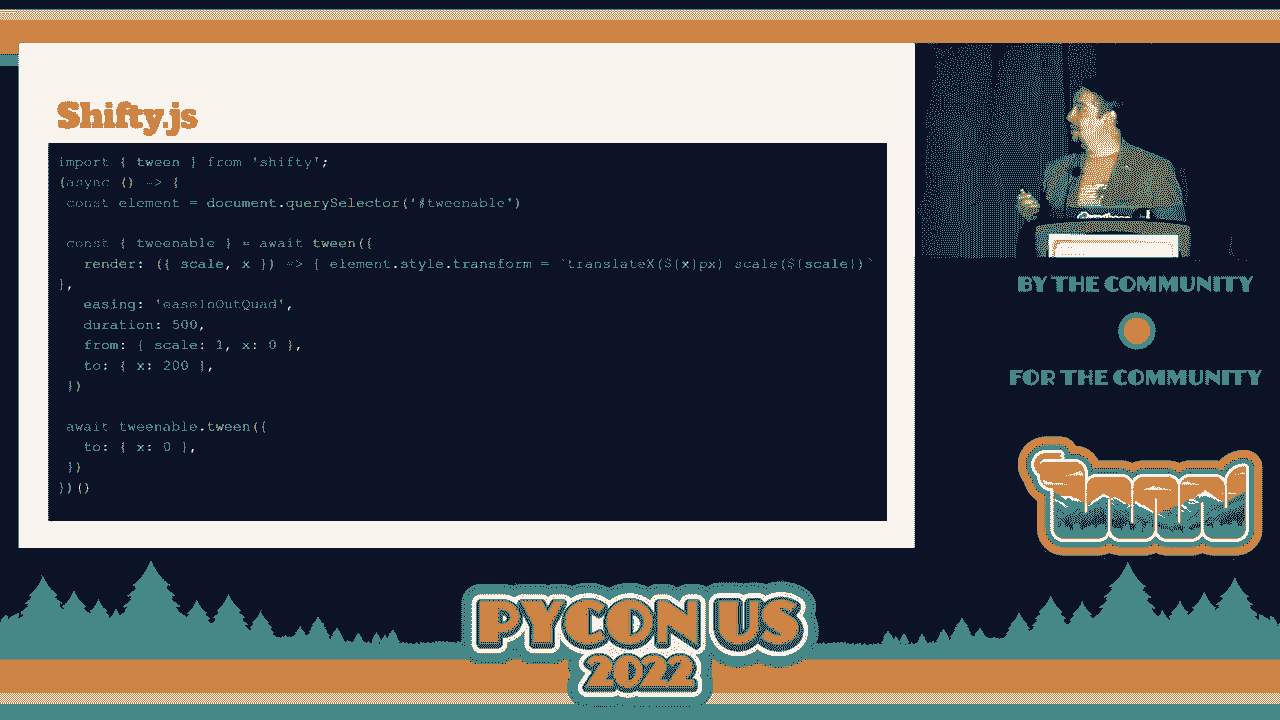 Shifty.js
import { tween } from 'shifty';
(async () => {
const element = document.querySelector('#tweenable')
const { tweenable } = await tween({
render: ({ scale, x }) => { element.style.transform = `translateX(${x}px) scale(${scale})`
},
easing: 'easeInOutQuad',
duration: 500,
from: { scale: 1, x: 0 },
to: { x: 200 },
})
await tweenable.tween({
to: { x: 0 },
})
})()
BY THE COMMUNITY
FOR THE COMMUNITY
PYCON US
2022